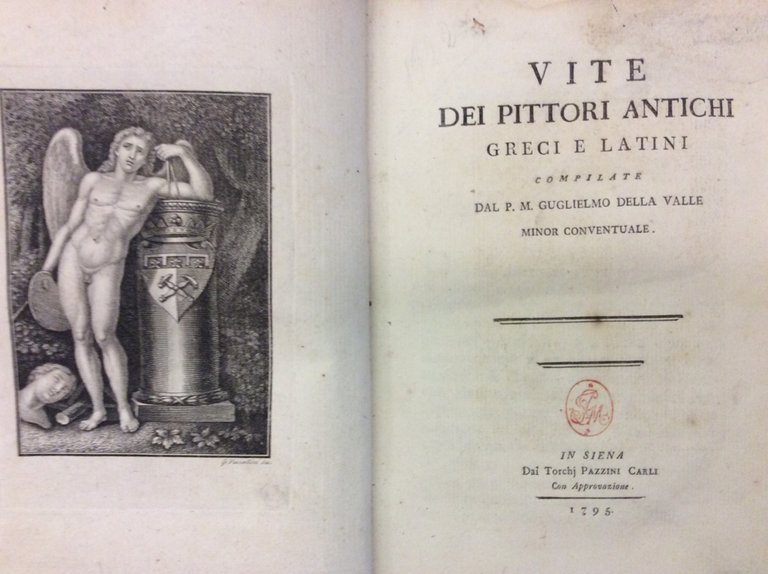 VITE
DEI PITTORI ANTICHI
GRECI E LATINI
COMPILATE
DAL P. M. GUGLIELMO DELLA VALLE
MINOR CONVENTUALE.
IN SIENA
Dai Torchj PAZZINI CARLI
Con Approvazione.
1795.